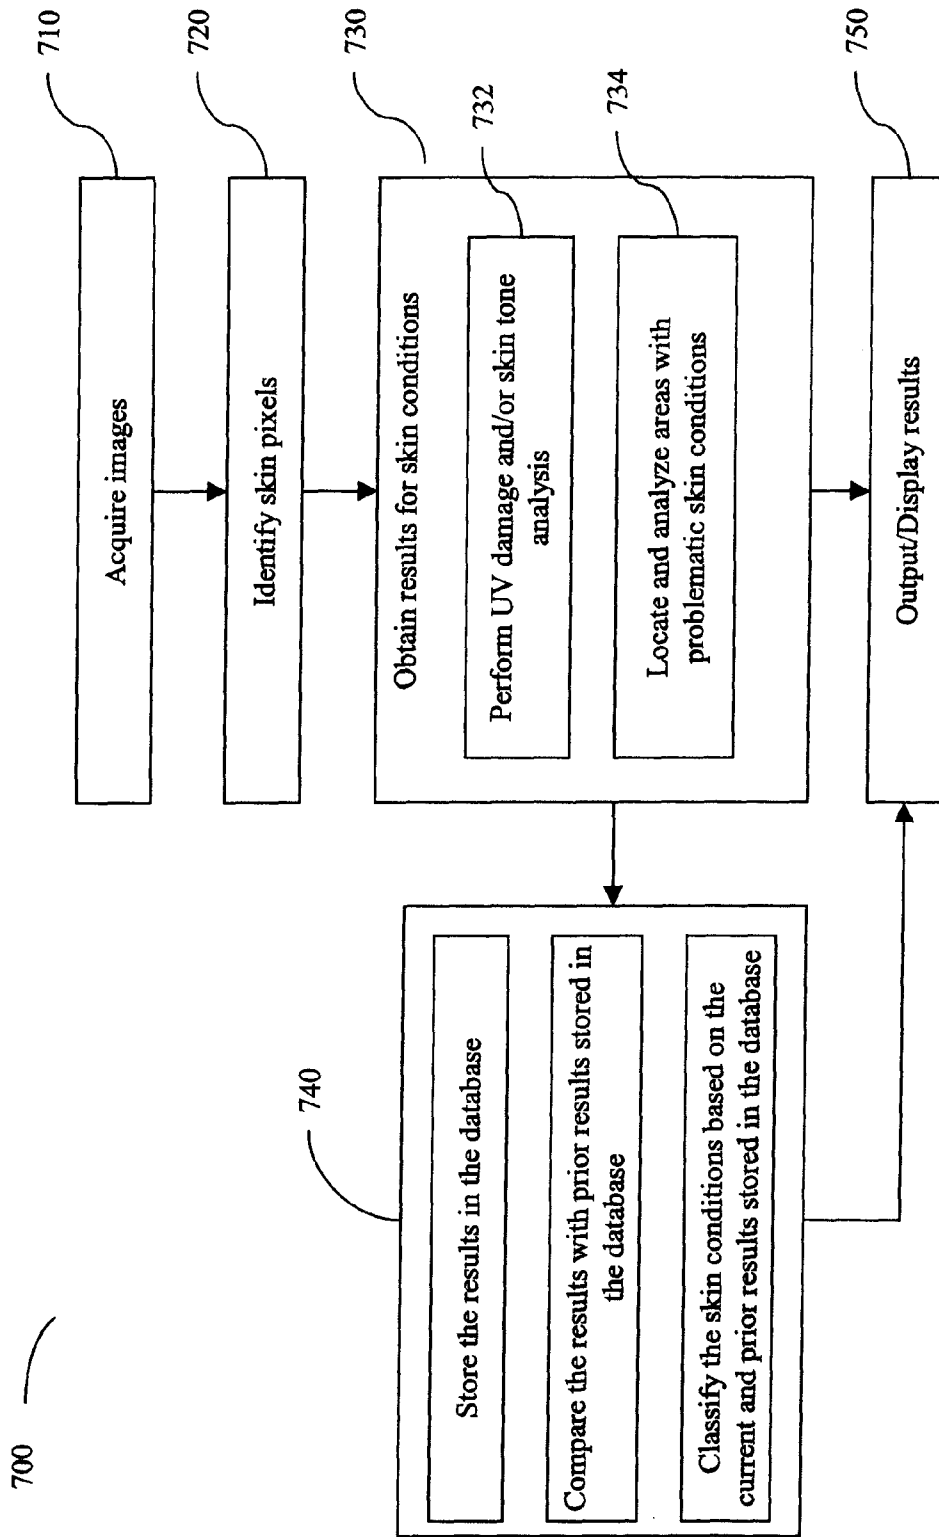 700
710
Acquire images
720
Identify skin pixels
730
Obtain results for skin conditions
732
Perform UV damage and/or skin tone
analysis
734
Locate and analyze areas with
problematic skin conditions
740
Store the results in the database
Compare the results with prior results stored in
the database
Classify the skin conditions based on the
current and prior results stored in the database
750
Output/Display results